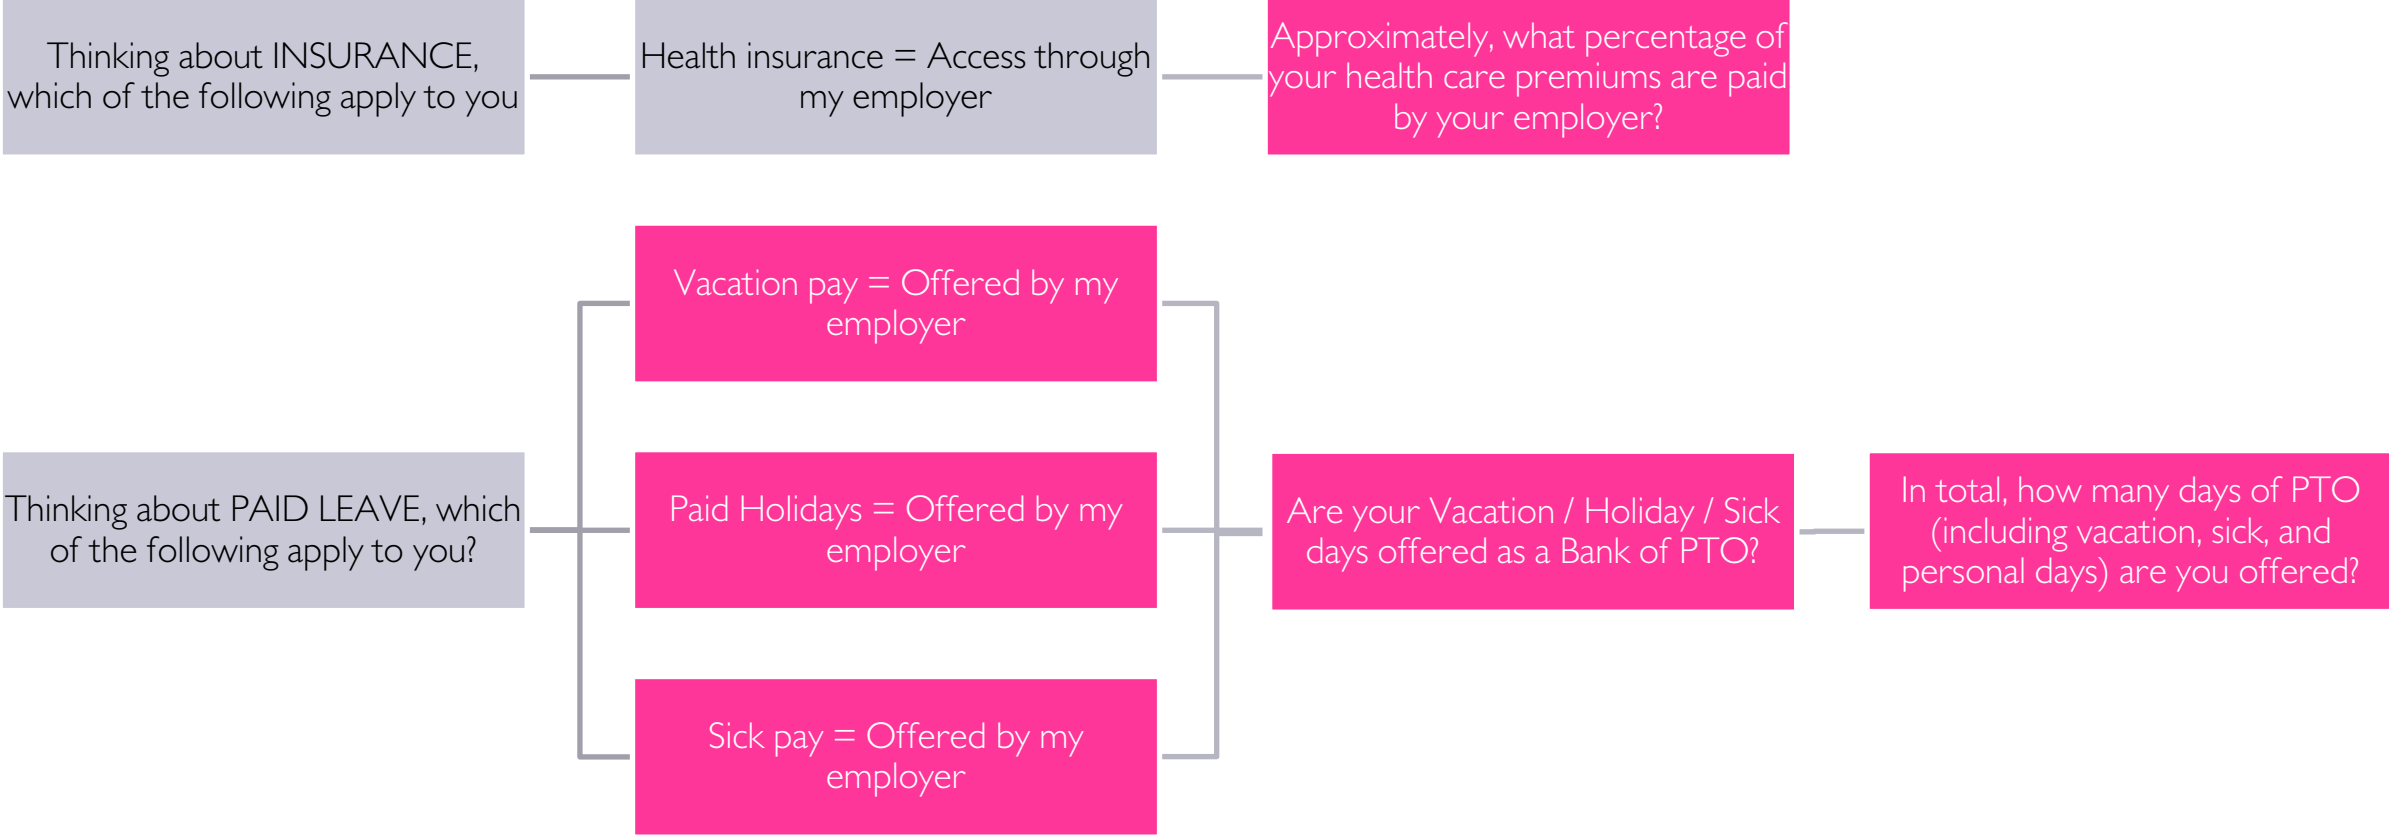 Thinking about INSURANCE,
which of the following apply to you
Health insurance = Access through
my employer
Approximately, what percentage of
your health care premiums are paid
by your employer?
Thinking about PAID LEAVE, which
of the following apply to you?
Vacation pay = Offered by my
employer
Paid Holidays = Offered by my
employer
Sick pay = Offered by my
employer
Are your Vacation / Holiday / Sick
days offered as a Bank of PTO?
In total, how many days of PTO
(including vacation, sick, and
personal days) are you offered?